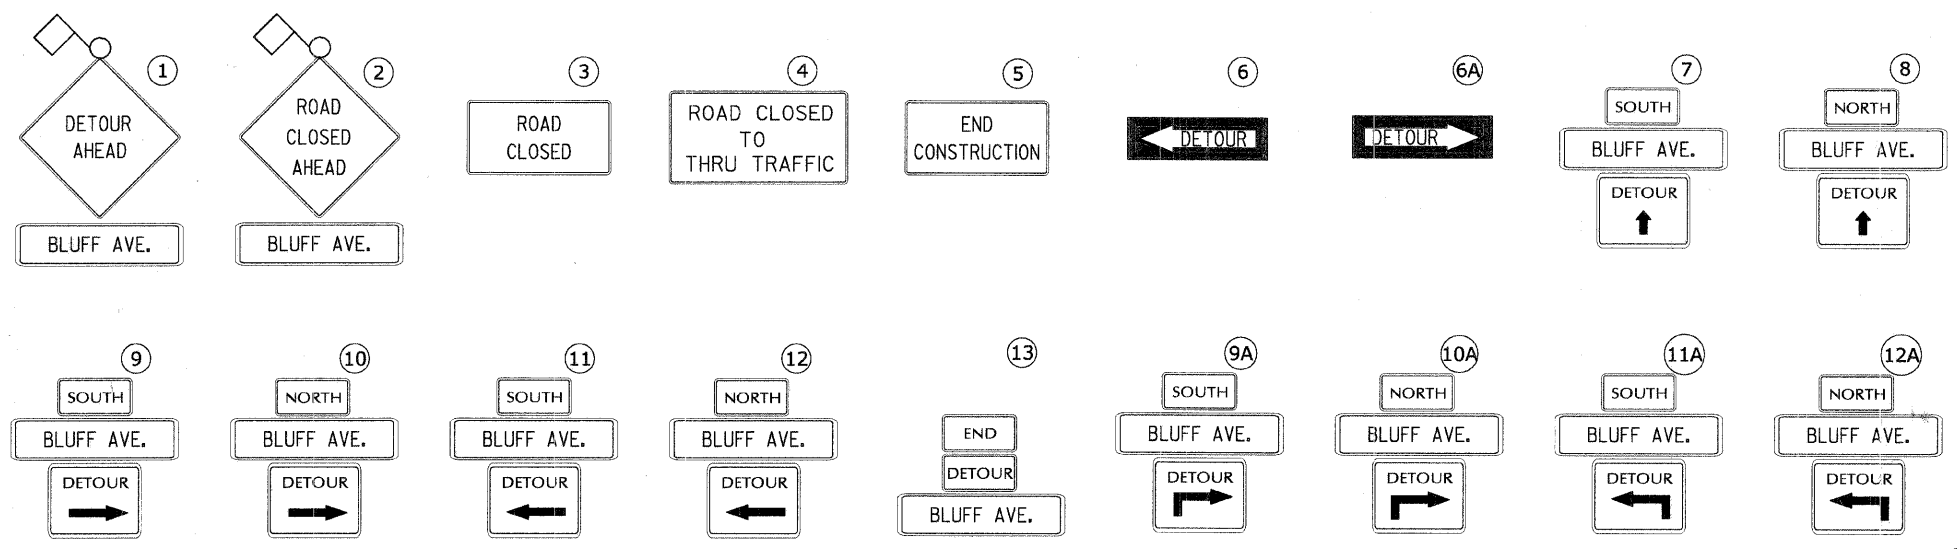 1
DETOUR
AHEAD
BLUFF AVE.
2
ROAD
CLOSED
AHEAD
BLUFF AVE.
3
ROAD
CLOSED
4
ROAD CLOSED
TO
THRU TRAFFIC
5
END
CONSTRUCTION
6
DETOUR
6A
DETOUR
7
SOUTH
BLUFF AVE.
DETOUR
8
NORTH
BLUFF AVE.
DETOUR
9
SOUTH
BLUFF AVE.
DETOUR
10
NORTH
BLUFF AVE.
DETOUR
11
SOUTH
BLUFF AVE.
DETOUR
12
NORTH
BLUFF AVE.
DETOUR
13
END
DETOUR
BLUFF AVE.
9A
SOUTH
BLUFF AVE.
DETOUR
10A
NORTH
BLUFF AVE.
DETOUR
11A
SOUTH
BLUFF AVE.
DETOUR
12A
NORTH
BLUFF AVE.
DETOUR